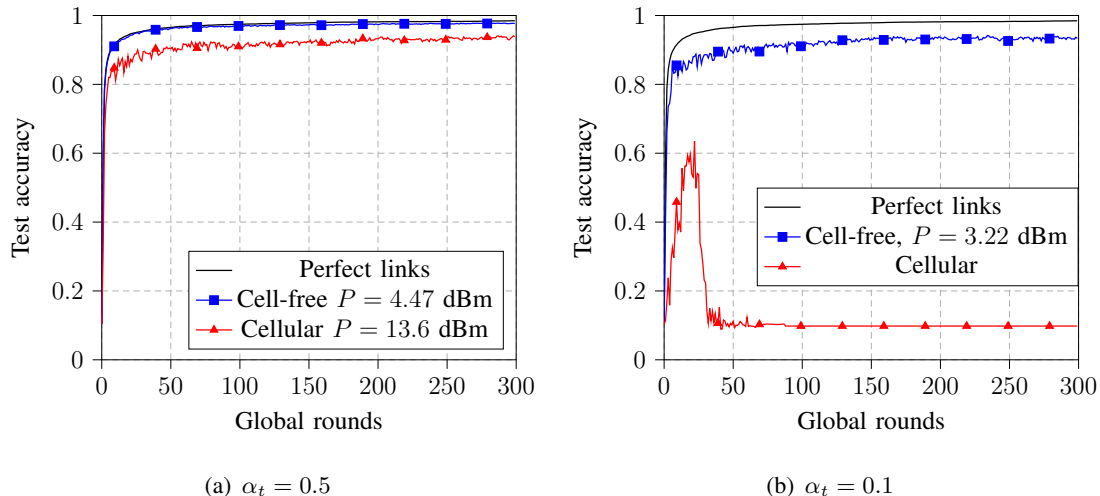 1
0.8
0.6
0.4
0.2
0
0 50 100 150 200 250 300
Test accuracy
Global rounds
Perfect links
Cell-free P = 4.47 dBm
Cellular P = 13.6 dBm
(a) α_t = 0.5
1
0.8
0.6
0.4
0.2
0
0 50 100 150 200 250 300
Test accuracy
Global rounds
Perfect links
Cell-free, P = 3.22 dBm
Cellular
(b) α_t = 0.1